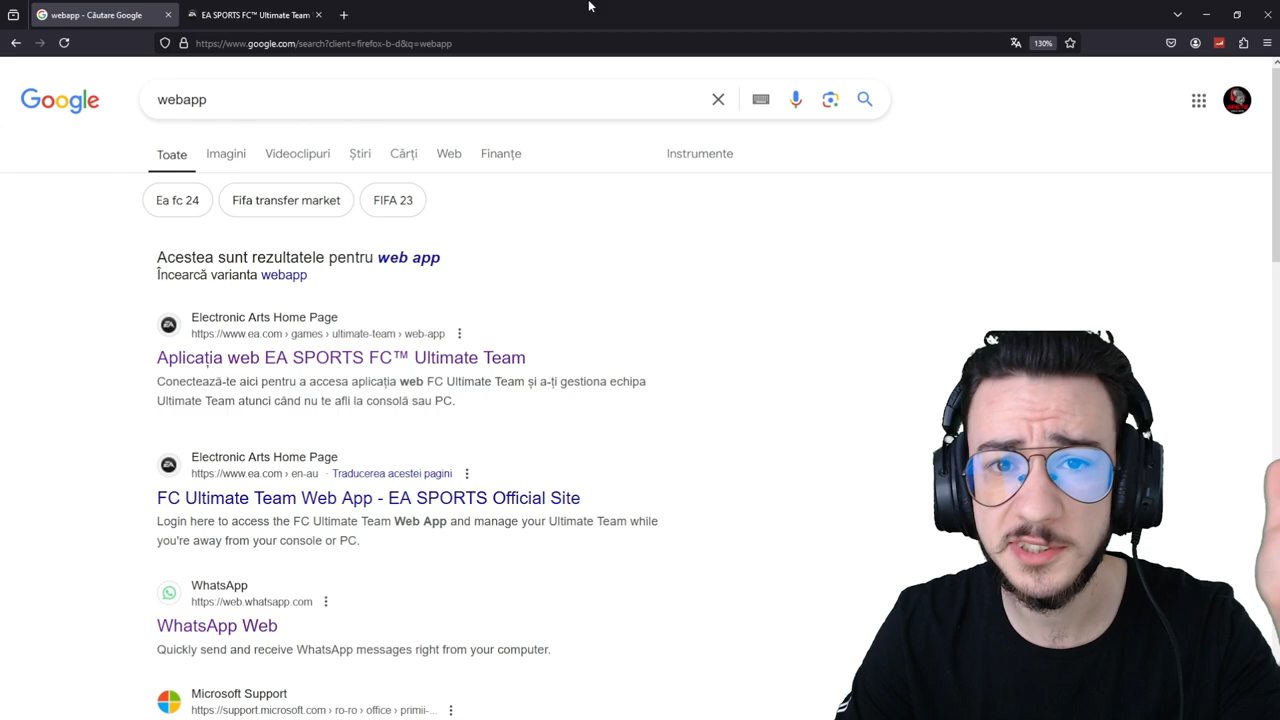 webapp - Căutare Google
EA SPORTS FC™ Ultimate Team
https://www.google.com/search?client=firefox-b-d&q=webapp
130%
Google
webapp
Toate
Imagini
Videoclipuri
Știri
Cărți
Web
Finanțe
Instrumente
Ea fc 24
Fifa transfer market
FIFA 23
Acestea sunt rezultatele pentru web app
Încearcă varianta webapp
Electronic Arts Home Page
https://www.ea.com › games › ultimate-team › web-app
Aplicația web EA SPORTS FC™ Ultimate Team
Conectează-te aici pentru a accesa aplicația web FC Ultimate Team și a-ți gestiona echipa
Ultimate Team atunci când nu te afli la consolă sau PC.
Electronic Arts Home Page
https://www.ea.com › en-au · Traducerea acestei pagini
FC Ultimate Team Web App - EA SPORTS Official Site
Login here to access the FC Ultimate Team Web App and manage your Ultimate Team while
you're away from your console or PC.
WhatsApp
https://web.whatsapp.com
WhatsApp Web
Quickly send and receive WhatsApp messages right from your computer.
Microsoft Support
https://support.microsoft.com › ro-ro › office › primii-...